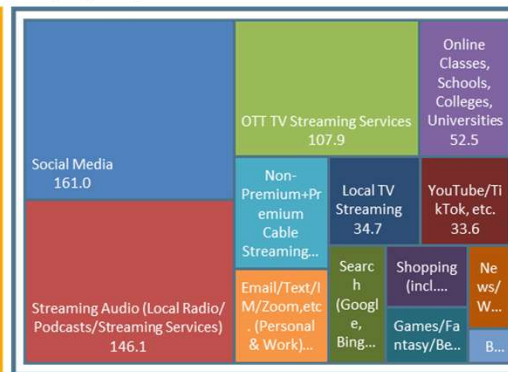 Social Media
161.0
Streaming Audio (Local Radio/
Podcasts/Streaming Services)
146.1
OTT TV Streaming Services
107.9
Online
Classes,
Schools,
Colleges,
Universities
52.5
Non-
Premium+Pr
emium
Cable
Streaming...
Local TV
Streaming
34.7
YouTube/Ti
kTok, etc.
33.6
Email/Text/I
M/Zoom,etc
. (Personal
& Work)...
Searc
h
(Googl
e,
Bing...
Shopping
(incl....
Games/Fa
ntasy/Be...
Ne
ws/
W...
B...